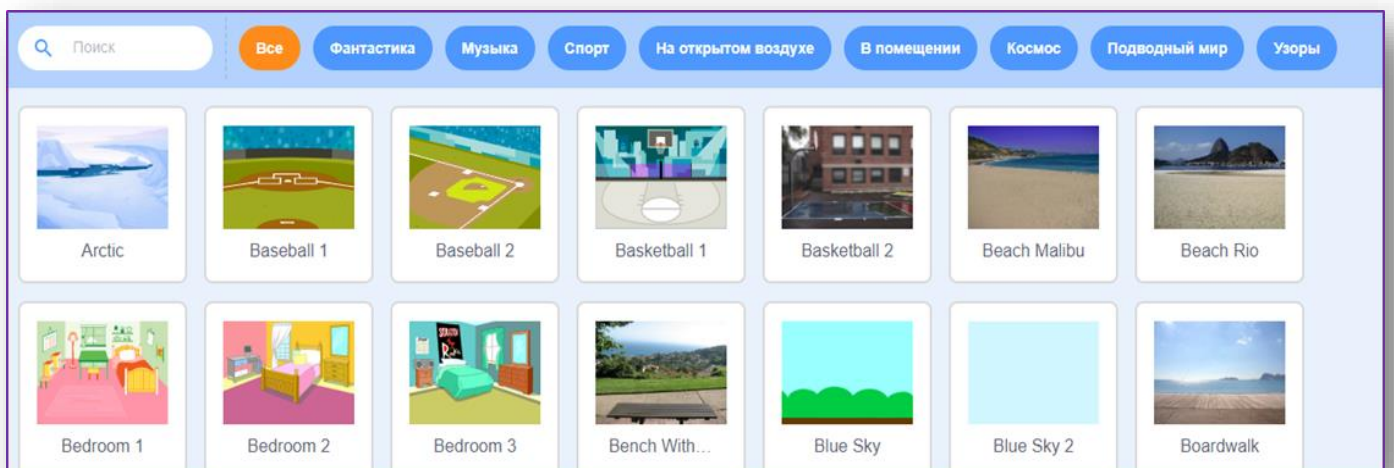 Поиск
Все
Фантастика
Музыка
Спорт
На открытом воздухе
В помещении
Космос
Подводный мир
Узоры
Arctic
Baseball 1
Baseball 2
Basketball 1
Basketball 2
Beach Malibu
Beach Rio
Bedroom 1
Bedroom 2
Bedroom 3
Bench With...
Blue Sky
Blue Sky 2
Boardwalk